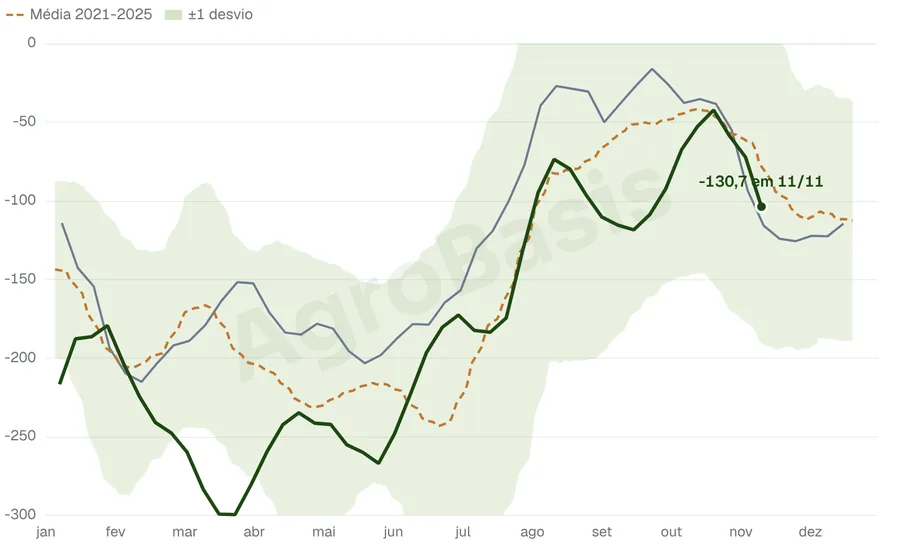 Média 2021-2025 ±1 desvio
0
-50
-100
-130,7 em 11/11
-150
-200
-250
-300
AgroBasis
jan fev mar abr mai jun jul ago set out nov dez